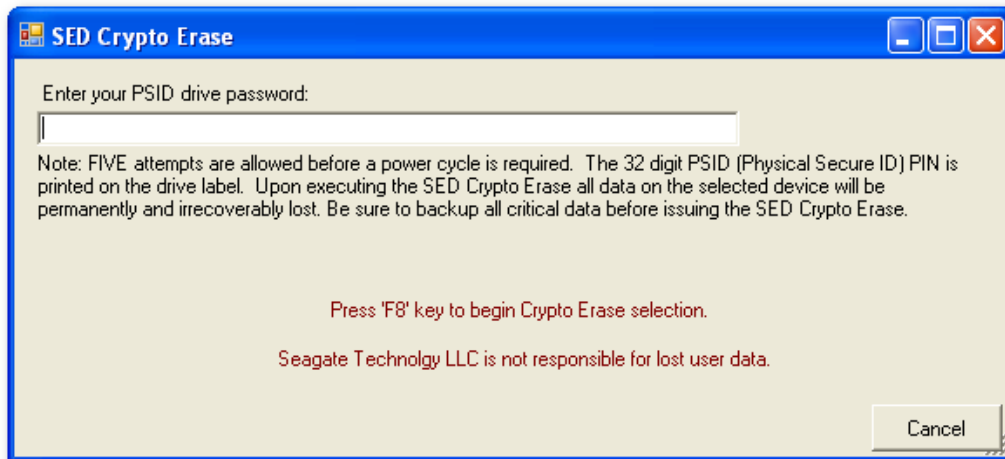 SED Crypto Erase
Enter your PSID drive password:
Note: FIVE attempts are allowed before a power cycle is required. The 32 digit PSID (Physical Secure ID) PIN is
printed on the drive label. Upon executing the SED Crypto Erase all data on the selected device will be
permanently and irrecoverably lost. Be sure to backup all critical data before issuing the SED Crypto Erase.
Press 'F8' key to begin Crypto Erase selection.
Seagate Technolgy LLC is not responsible for lost user data.
Cancel